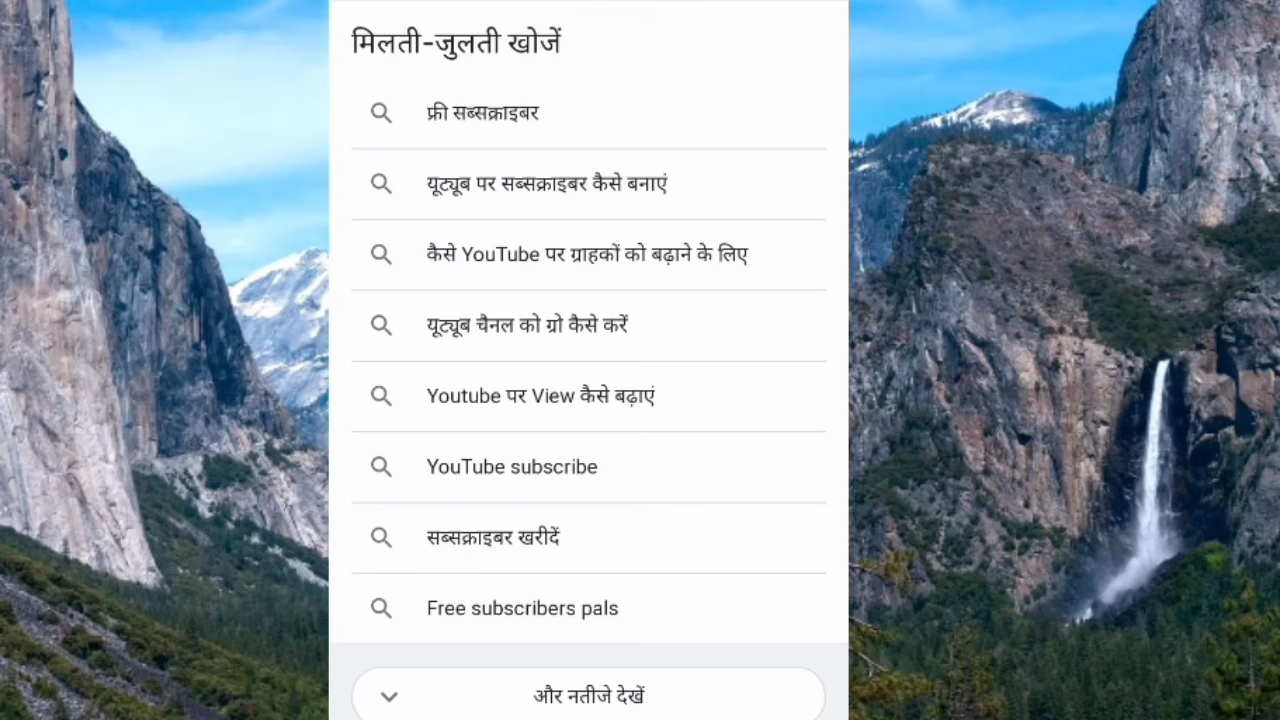 मिलती-जुलती खोजें
फ्री सब्सक्राइबर
यूट्यूब पर सब्सक्राइबर कैसे बनाएं
कैसे YouTube पर ग्राहकों को बढ़ाने के लिए
यूट्यूब चैनल को ग्रो कैसे करें
Youtube पर View कैसे बढ़ाएं
YouTube subscribe
सब्सक्राइबर खरीदें
Free subscribers pals
और नतीजे देखें